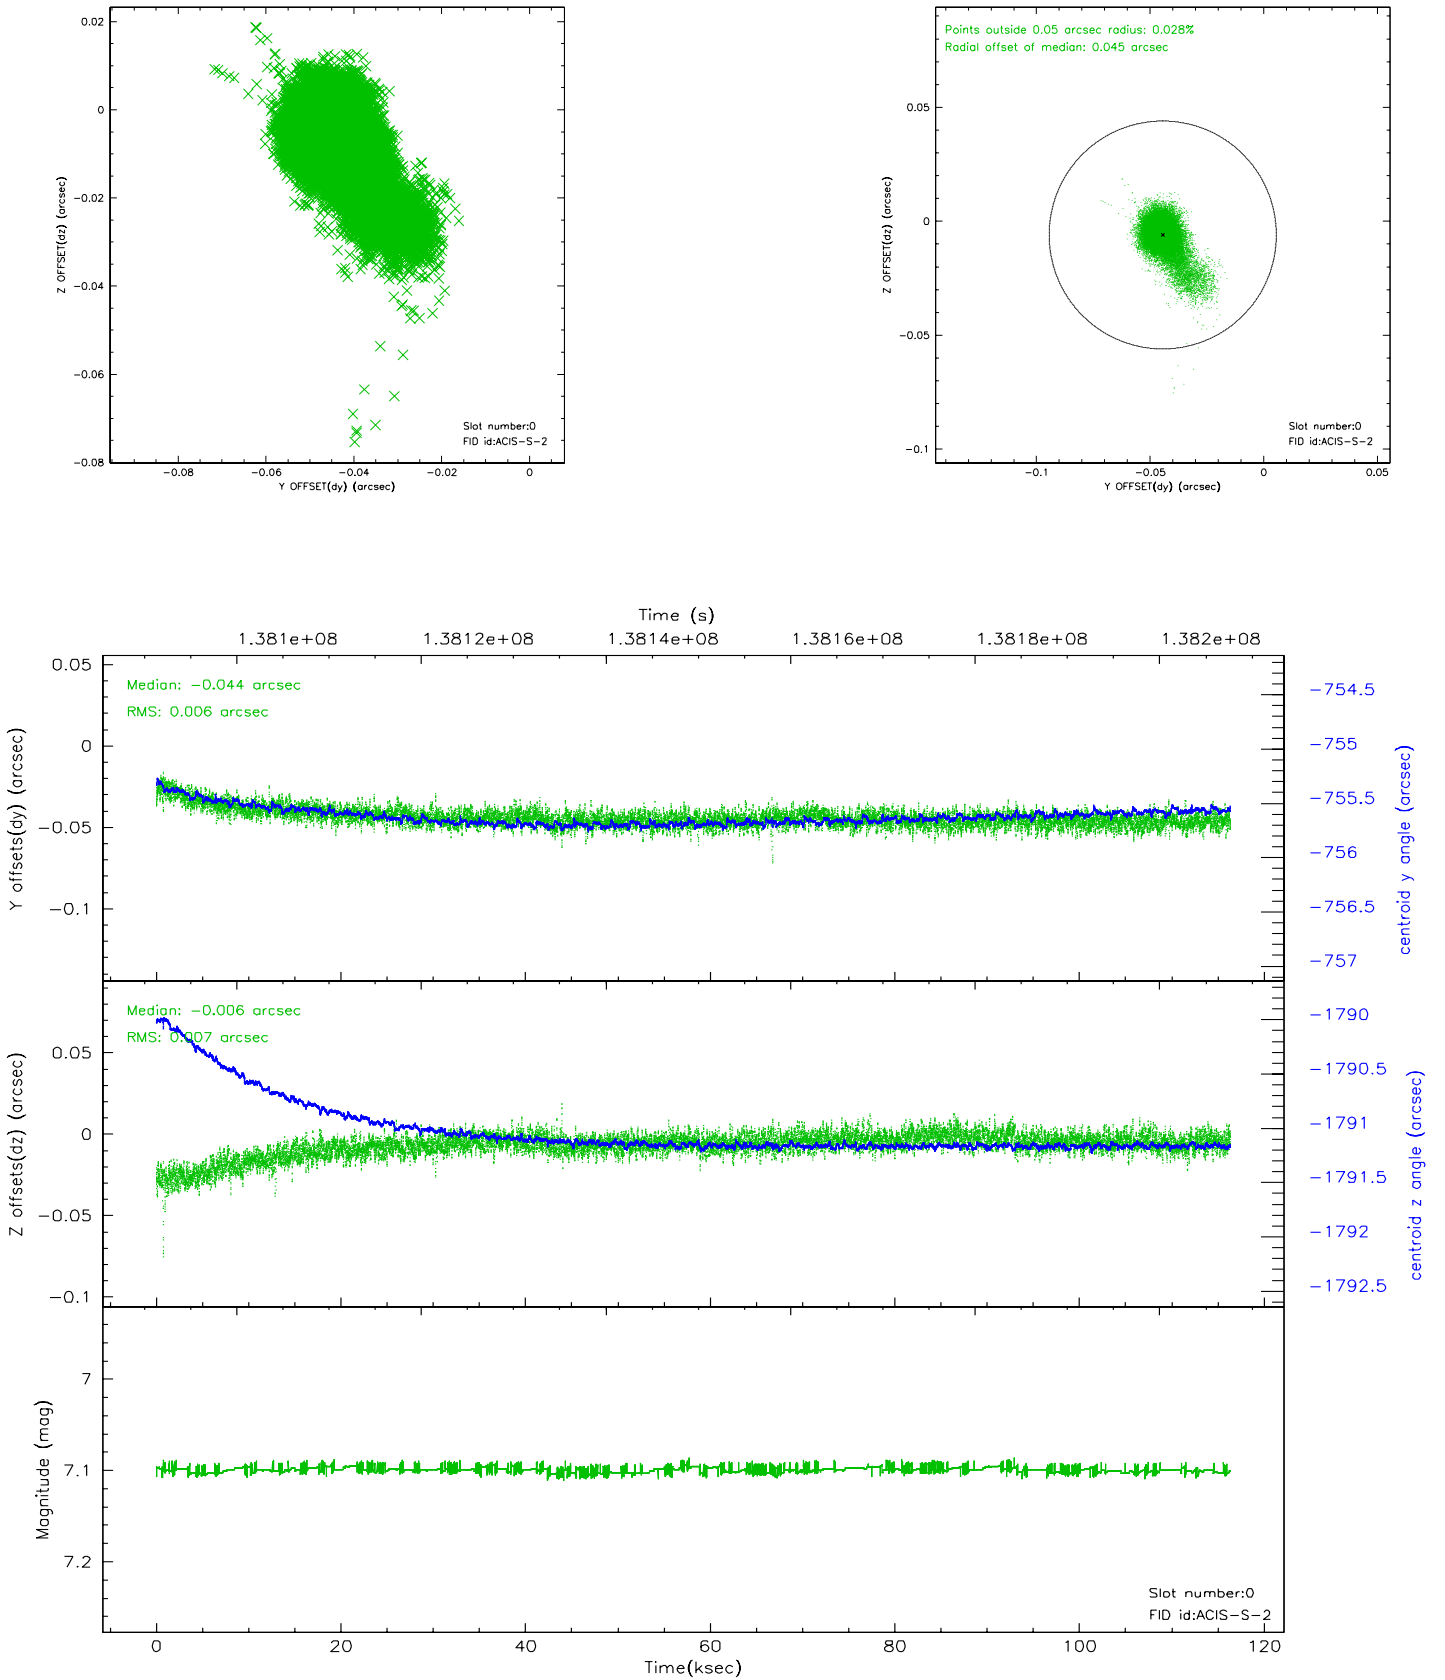 0.02
0
−0.02
−0.04
−0.06
−0.08
Z OFFSET(dz) (arcsec)
Slot number:0
FID id:ACIS−S−2
−0.08
−0.06
−0.04
−0.02
0
Y OFFSET(dy) (arcsec)
Points outside 0.05 arcsec radius: 0.028%
Radial offset of median: 0.045 arcsec
0.05
0
−0.05
−0.1
Z OFFSET(dz) (arcsec)
Slot number:0
FID id:ACIS−S−2
−0.1
−0.05
0
0.05
Y OFFSET(dy) (arcsec)
Time (s)
1.381e+08
1.3812e+08
1.3814e+08
1.3816e+08
1.3818e+08
1.382e+08
0.05
0
−0.05
−0.1
Y offsets(dy) (arcsec)
Median: −0.044 arcsec
RMS: 0.006 arcsec
−754.5
−755
−755.5
−756
−756.5
−757
centroid y angle (arcsec)
0.05
0
−0.05
−0.1
Z offsets(dz) (arcsec)
Median: −0.006 arcsec
RMS: 0.007 arcsec
−1790
−1790.5
−1791
−1791.5
−1792
−1792.5
centroid z angle (arcsec)
7
7.1
7.2
Magnitude (mag)
Slot number:0
FID id:ACIS−S−2
0
20
40
60
80
100
120
Time(ksec)